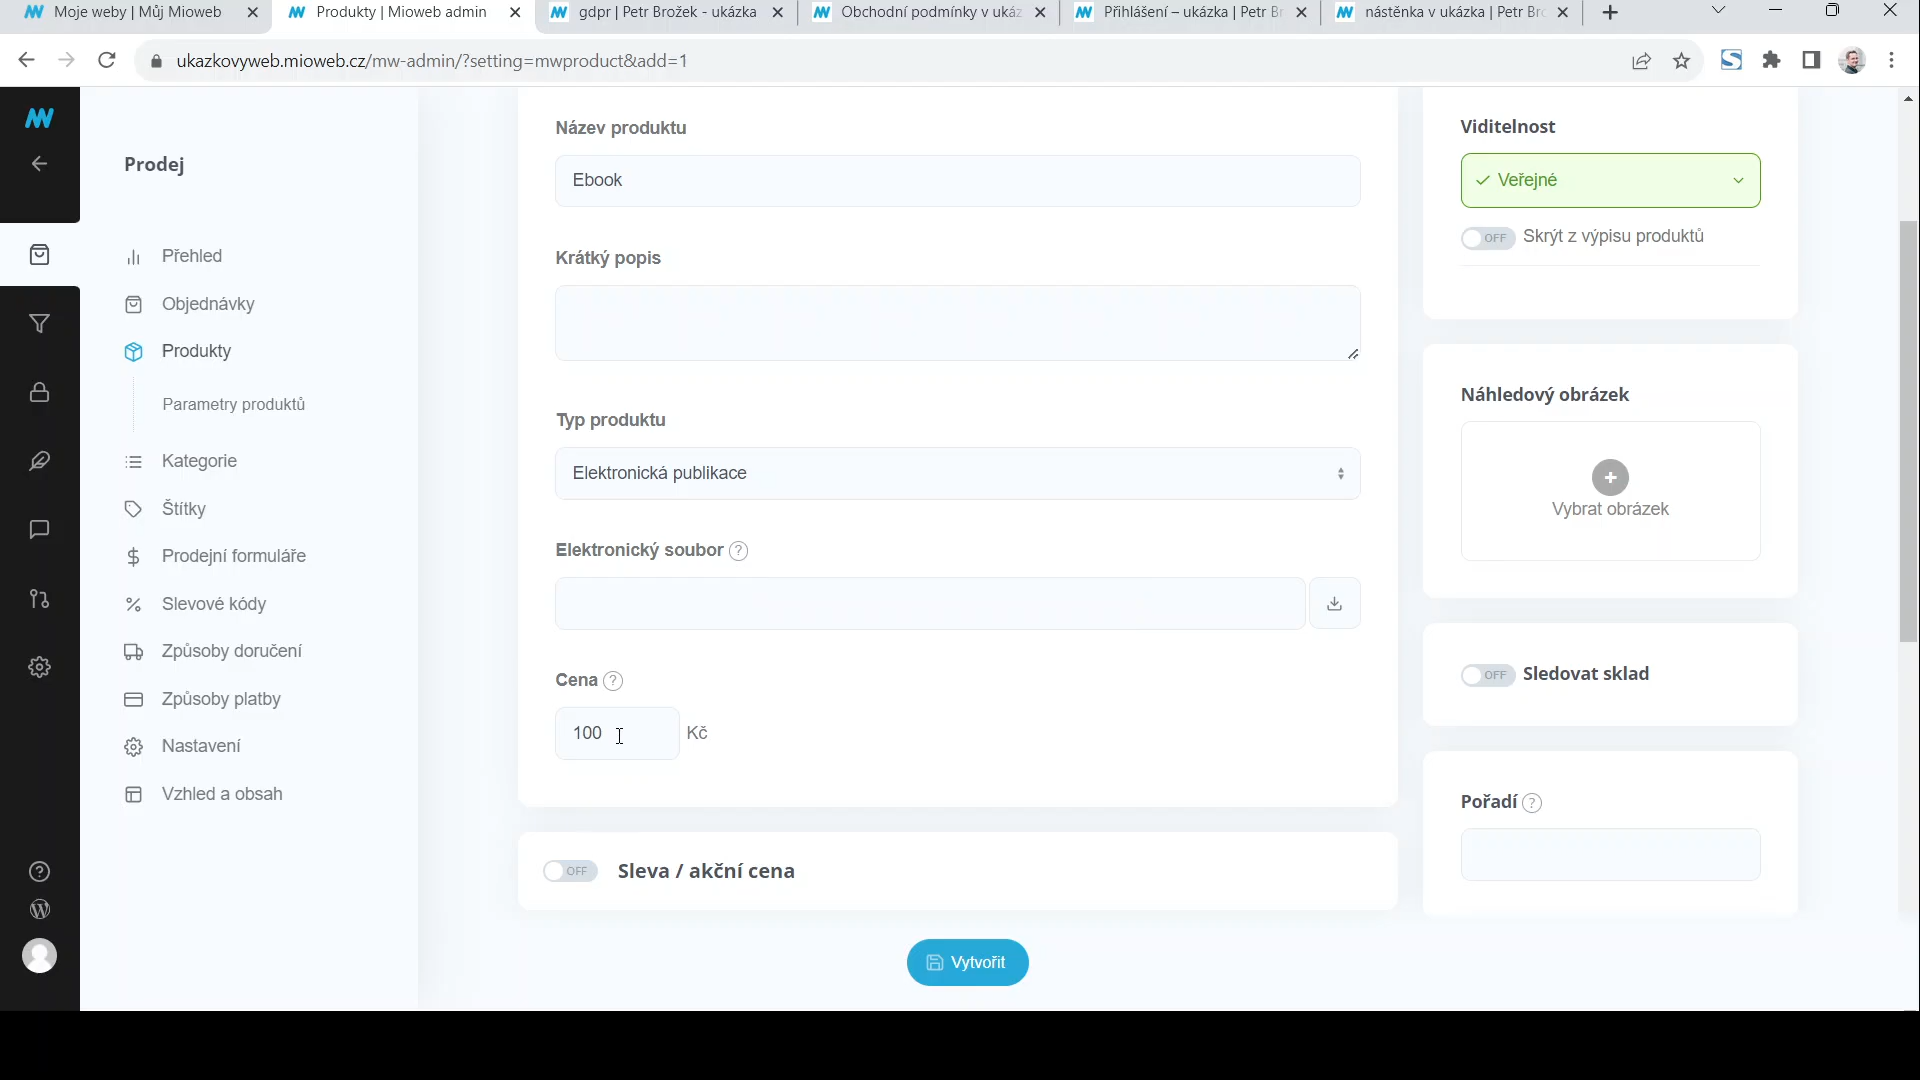 Moje weby | Můj Mioweb
Produkty | Mioweb admin
gdpr | Petr Brožek - ukázka
Obchodní podmínky v ukáz
Přihlášení – ukázka | Petr Br
nástěnka v ukázka | Petr Bro
ukazkovyweb.mioweb.cz/mw-admin/?setting=mwproduct&add=1
Prodej
Přehled
Objednávky
Produkty
Parametry produktů
Kategorie
Štítky
Prodejní formuláře
Slevové kódy
Způsoby doručení
Způsoby platby
Nastavení
Vzhled a obsah
Název produktu
Ebook
Krátký popis
Typ produktu
Elektronická publikace
Elektronický soubor ?
Cena ?
100 Kč
OFF Sleva / akční cena
Vytvořit
Viditelnost
Veřejné
OFF Skrýt z výpisu produktů
Náhledový obrázek
Vybrat obrázek
OFF Sledovat sklad
Pořadí ?